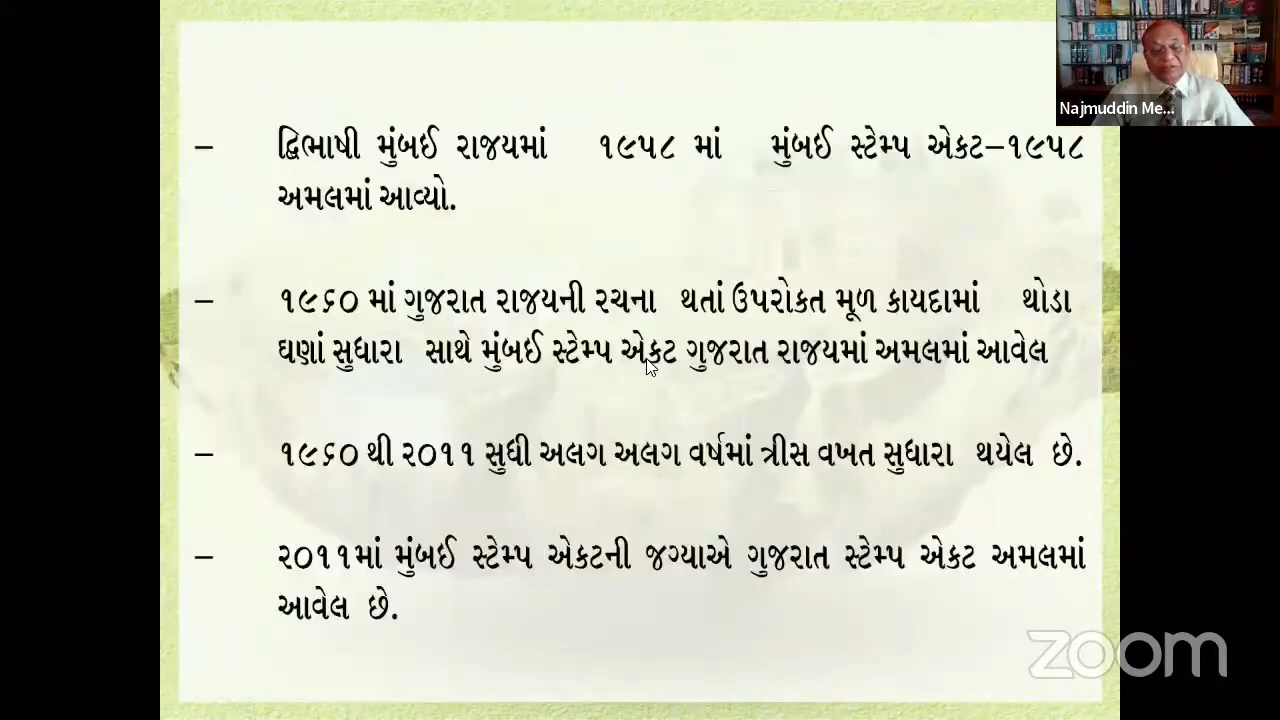 Najmuddin Me...
– દ્વિભાષી મુંબઈ રાજયમાં ૧૯૫૮ માં મુંબઈ સ્ટેમ્પ એકટ–૧૯૫૮
અમલમાં આવ્યો.
– ૧૯૬૦ માં ગુજરાત રાજયની રચના થતાં ઉપરોકત મૂળ કાયદામાં થોડા
ઘણાં સુધારા સાથે મુંબઈ સ્ટેમ્પ એકટ ગુજરાત રાજયમાં અમલમાં આવેલ
– ૧૯૬૦ થી ૨૦૧૧ સુધી અલગ અલગ વર્ષમાં ત્રીસ વખત સુધારા થયેલ છે.
– ૨૦૧૧માં મુંબઈ સ્ટેમ્પ એકટની જગ્યાએ ગુજરાત સ્ટેમ્પ એકટ અમલમાં
આવેલ છે.
zoom